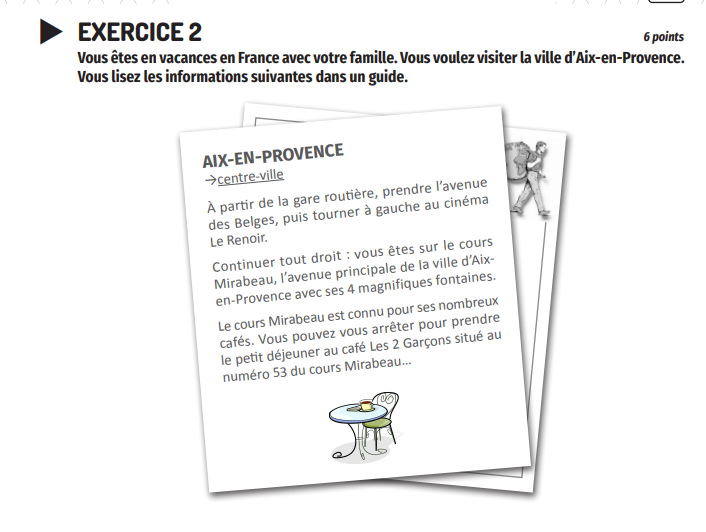 EXERCICE 2
6 points
Vous êtes en vacances en France avec votre famille. Vous voulez visiter la ville d'Aix-en-Provence.
Vous lisez les informations suivantes dans un guide.
AIX-EN-PROVENCE
→centre-ville
À partir de la gare routière, prendre l'avenue
des Belges, puis tourner à gauche au cinéma
Le Renoir.
Continuer tout droit : vous êtes sur le cours
Mirabeau, l'avenue principale de la ville d'Aix-
en-Provence avec ses 4 magnifiques fontaines.
Le cours Mirabeau est connu pour ses nombreux
cafés. Vous pouvez vous arrêter pour prendre
le petit déjeuner au café Les 2 Garçons situé au
numéro 53 du cours Mirabeau...